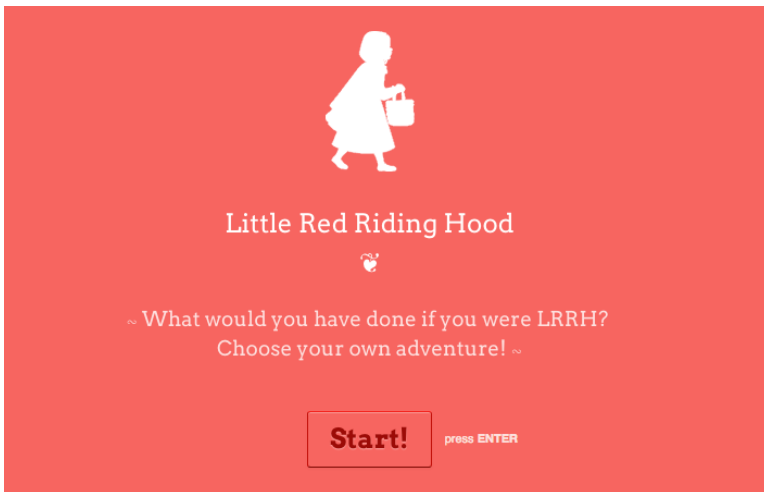 Little Red Riding Hood
❦
~ What would you have done if you were LRRH?
Choose your own adventure! ~
Start!
press ENTER